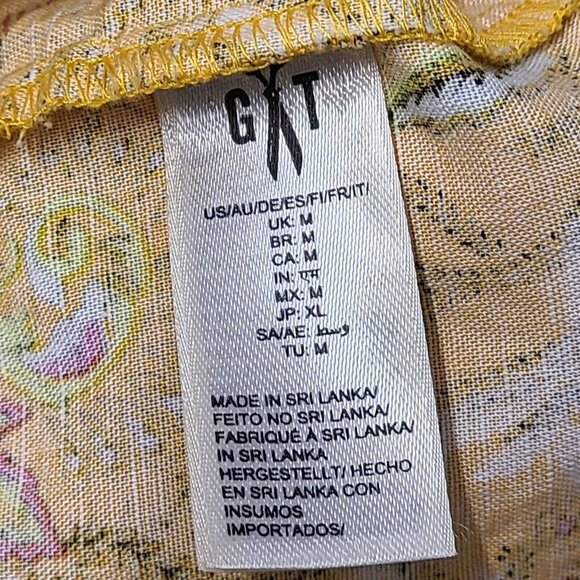 G T
US/AU/DE/ES/FI/FR/IT/
UK: M
BR: M
CA: M
IN: एम
MX: M
JP: XL
SA/AE: وسط
TU: M
MADE IN SRI LANKA/
FEITO NO SRI LANKA/
FABRIQUÉ À SRI LANKA/
IN SRI LANKA
HERGESTELLT/ HECHO
EN SRI LANKA CON
INSUMOS
IMPORTADOS/